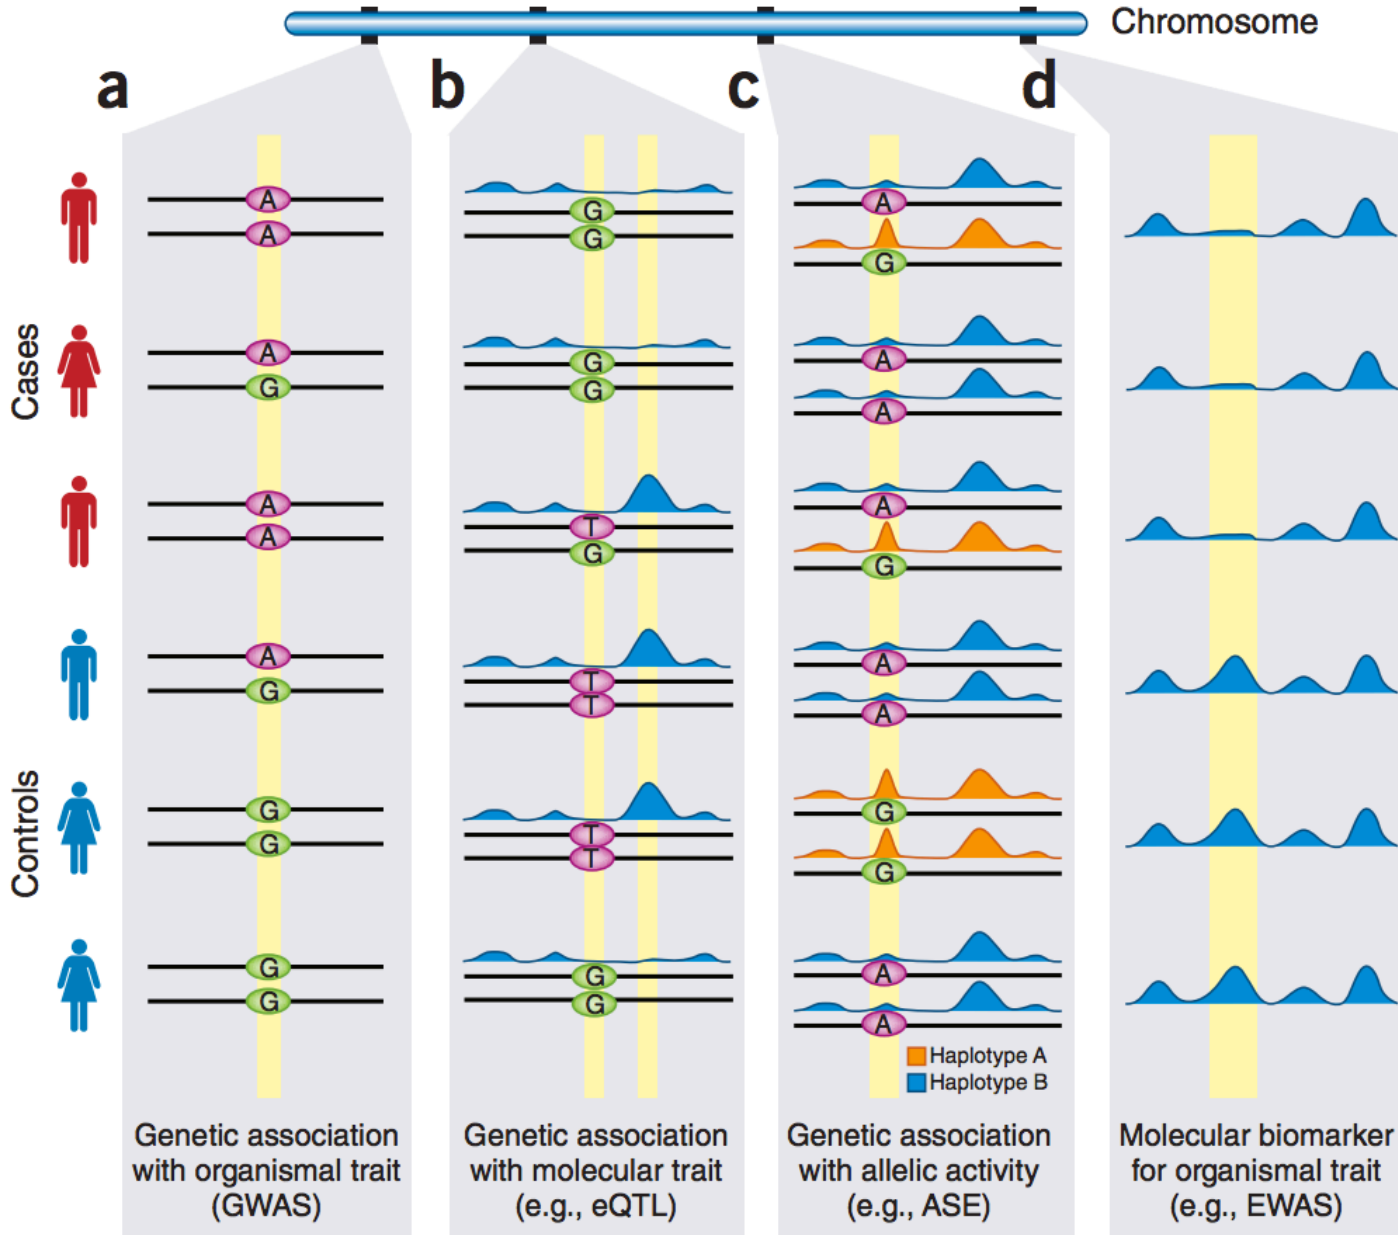 Chromosome
a
b
c
d
Cases
Controls
A
A
A
G
A
A
A
G
G
G
G
G
G
G
G
G
T
G
T
T
T
T
G
G
A
G
A
A
A
G
A
A
G
G
A
A
Haplotype A
Haplotype B
Genetic association
with organismal trait
(GWAS)
Genetic association
with molecular trait
(e.g., eQTL)
Genetic association
with allelic activity
(e.g., ASE)
Molecular biomarker
for organismal trait
(e.g., EWAS)